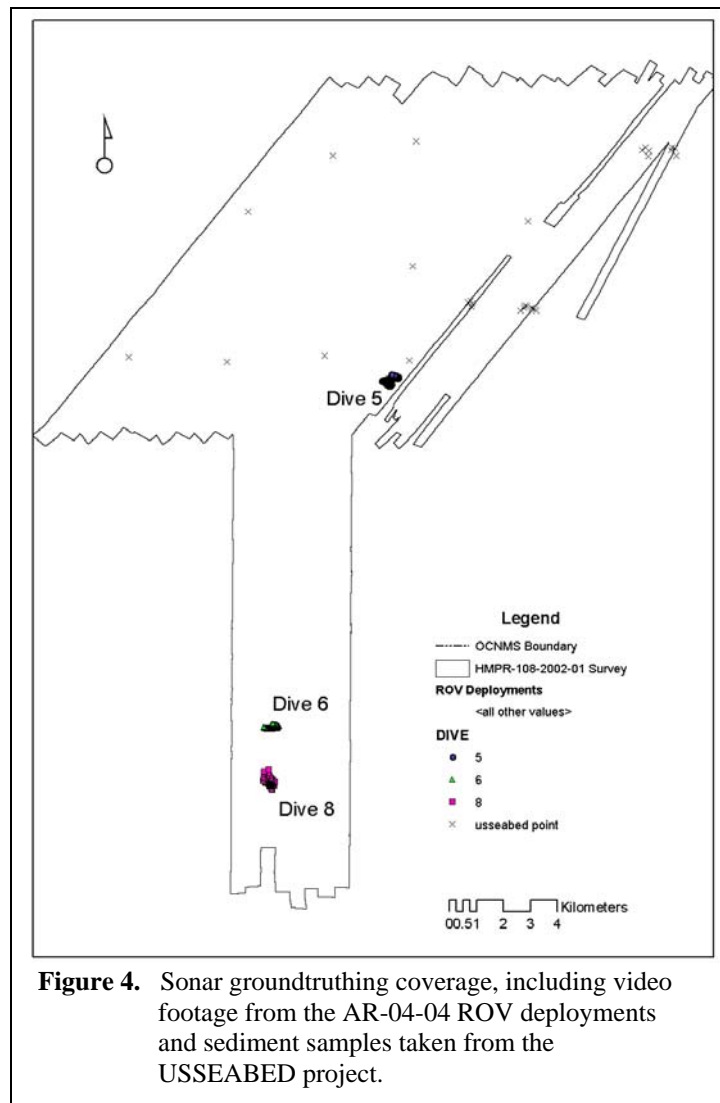 Dive 5
Dive 6
Dive 8
Legend
OCNMS Boundary
HMPR-108-2002-01 Survey
ROV Deployments
<all other values>
DIVE
5
6
8
usseabed point
Kilometers
00.51 2 3 4
Figure 4. Sonar groundtruthing coverage, including video
footage from the AR-04-04 ROV deployments
and sediment samples taken from the
USSEABED project.